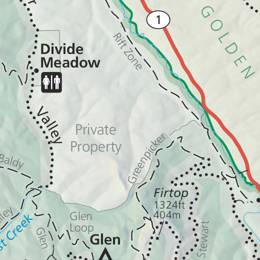 1
GOLDEN
Divide
Meadow
Rift Zone
Valley
Private
Property
Greenpicker
Baldy
Firtop
1324ft
404m
Glen
Loop
Creek
Glen
Glen
Stewart